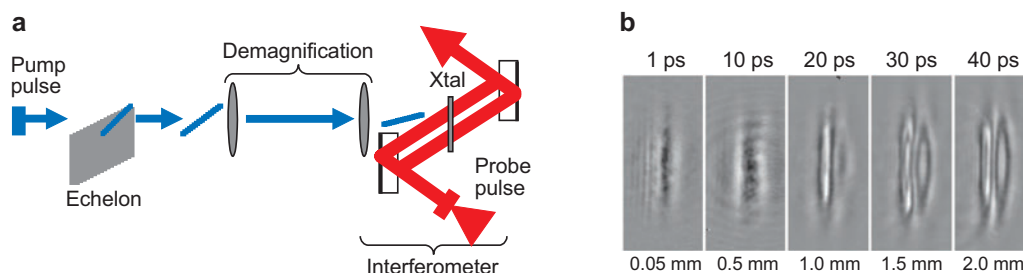 a
Demagnification
Pump
pulse
Xtal
Echelon
Probe
pulse
Interferometer
b
1 ps 10 ps 20 ps 30 ps 40 ps
0.05 mm 0.5 mm 1.0 mm 1.5 mm 2.0 mm